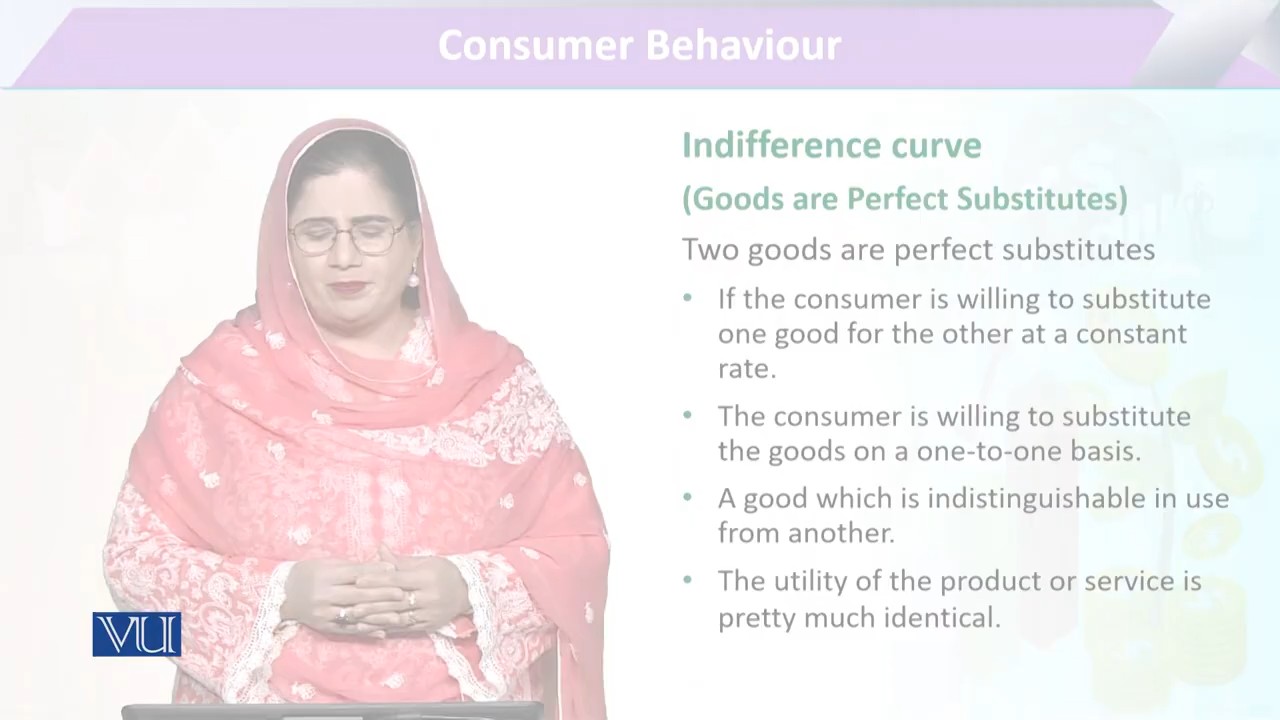 Consumer Behaviour
Indifference curve
(Goods are Perfect Substitutes)
Two goods are perfect substitutes
• If the consumer is willing to substitute
one good for the other at a constant
rate.
• The consumer is willing to substitute
the goods on a one-to-one basis.
• A good which is indistinguishable in use
from another.
• The utility of the product or service is
pretty much identical.
VU